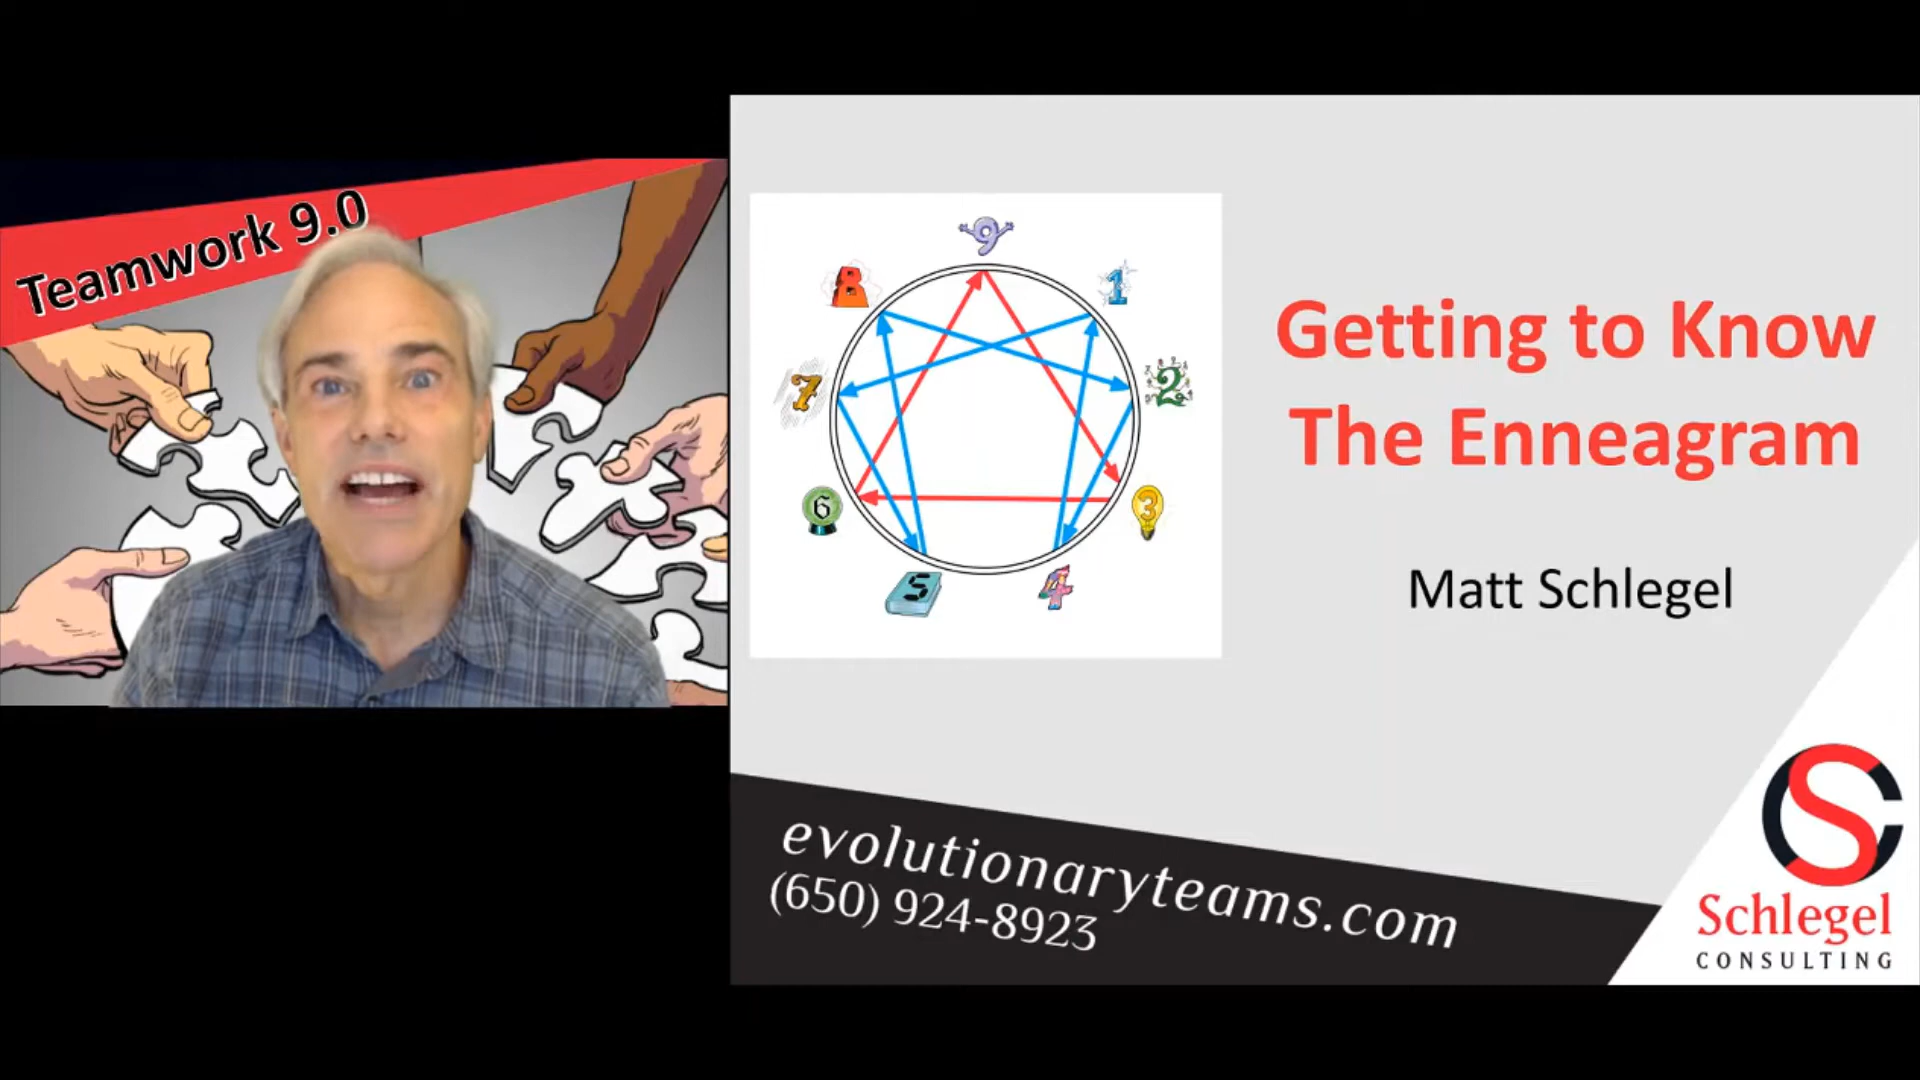 Teamwork 9.0
9
8
1
7
2
6
3
5
4
Getting to Know
The Enneagram
Matt Schlegel
evolutionaryteams.com
(650) 924-8923
SC
Schlegel
CONSULTING